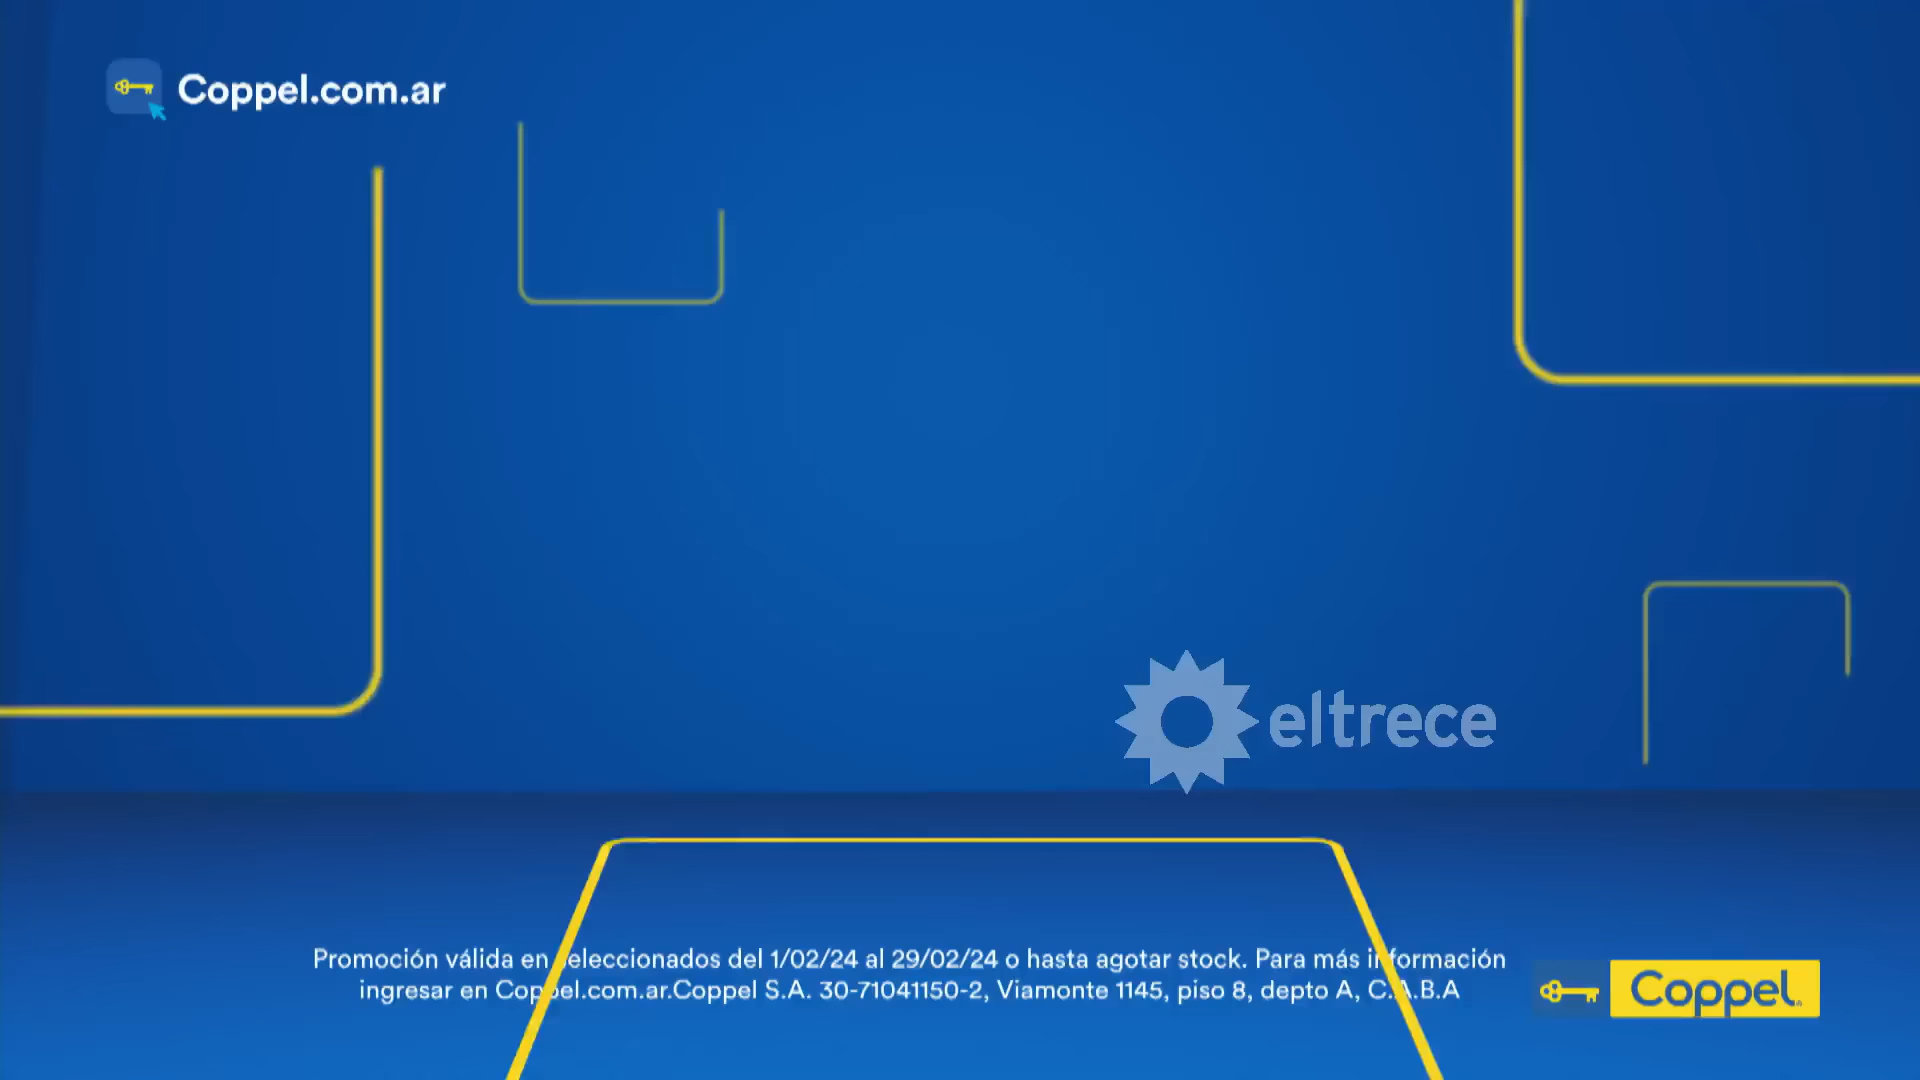 Coppel.com.ar
eltrece
Promoción válida en seleccionados del 1/02/24 al 29/02/24 o hasta agotar stock. Para más información
ingresar en Coppel.com.ar.Coppel S.A. 30-71041150-2, Viamonte 1145, piso 8, depto A, C.A.B.A
Coppel